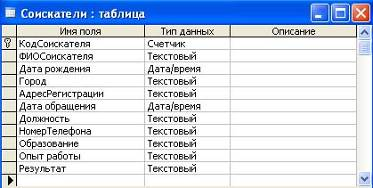 Соискатели : таблица
Имя поля Тип данных Описание
КодСоискателя Счетчик
ФИОСоискателя Текстовый
Дата рождения Дата/время
Город Текстовый
АдресРегистрации Текстовый
Дата обращения Дата/время
Должность Текстовый
НомерТелефона Текстовый
Образование Текстовый
Опыт работы Текстовый
Результат Текстовый